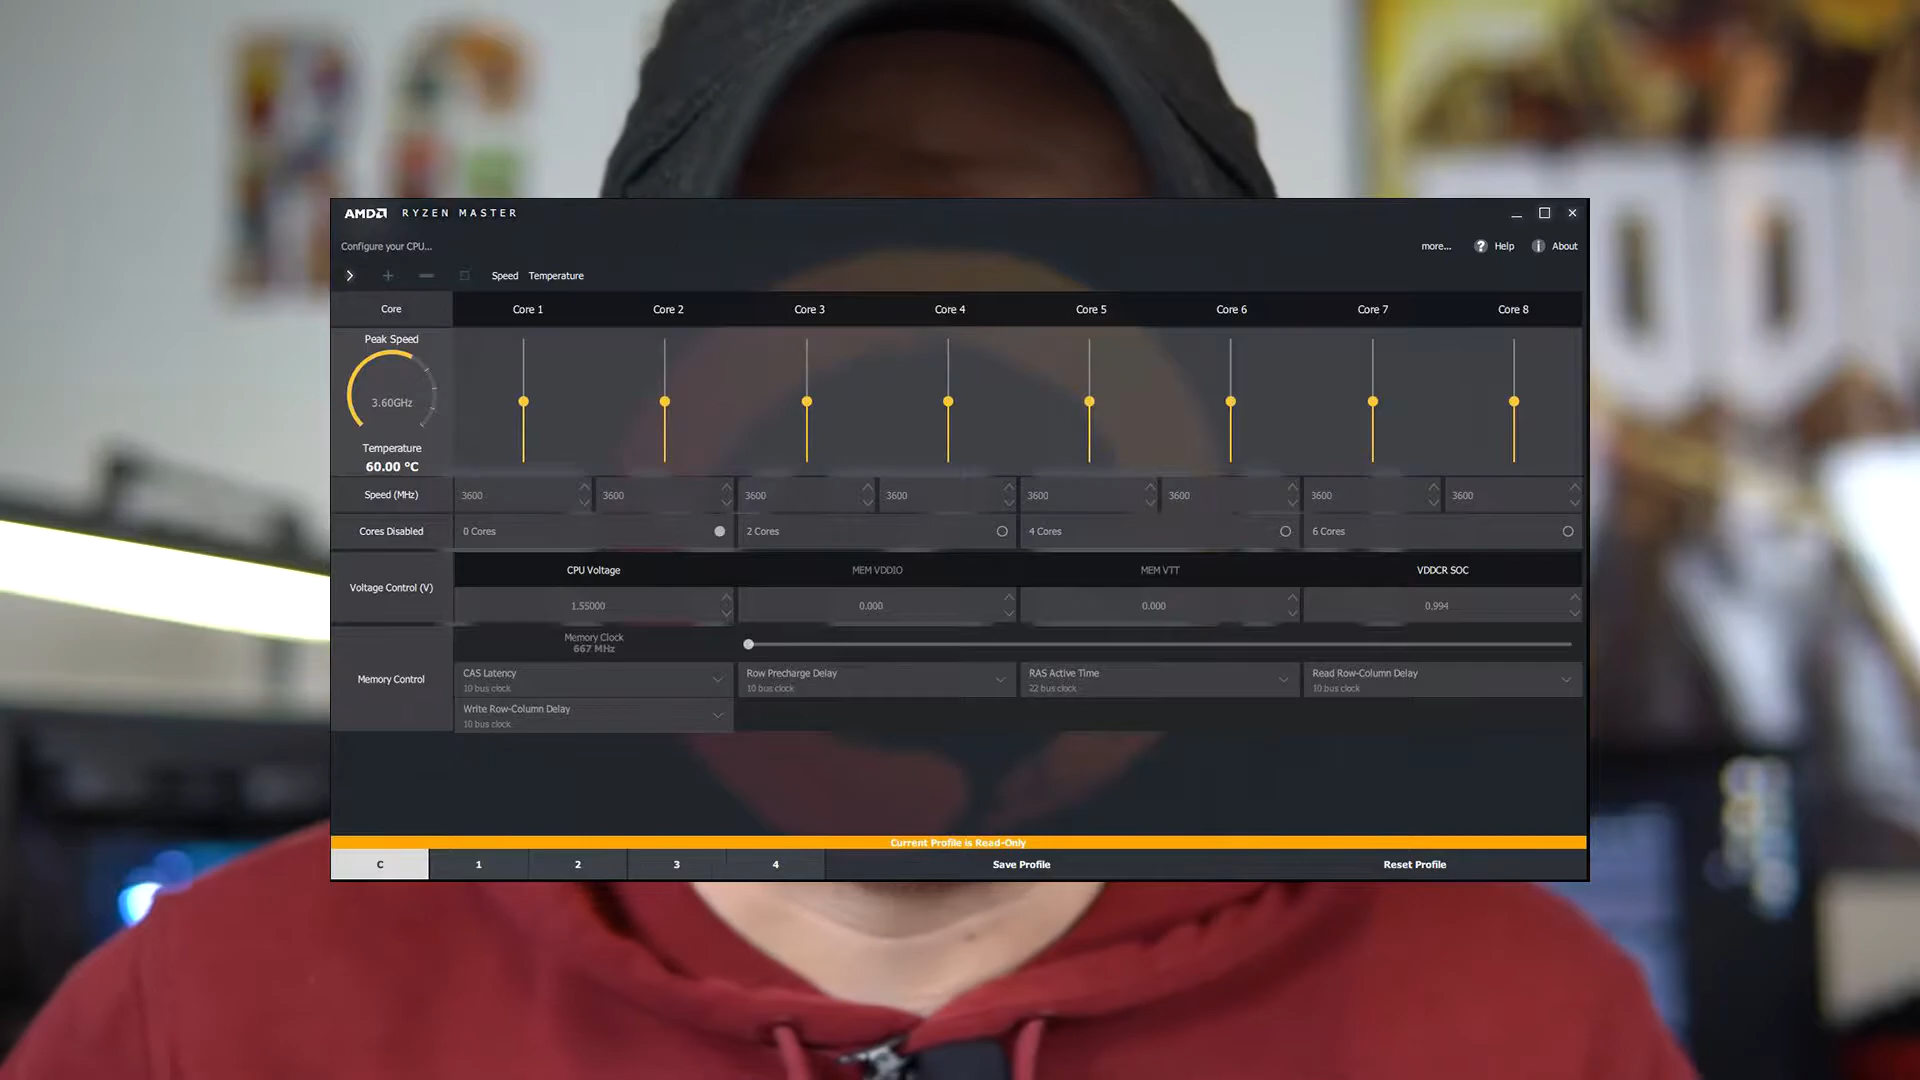 AMD RYZEN MASTER
Configure your CPU...
more... Help About
Speed Temperature
Core Core 1 Core 2 Core 3 Core 4 Core 5 Core 6 Core 7 Core 8
Peak Speed
3.60GHz
Temperature
60.00 °C
Speed (MHz) 3600 3600 3600 3600 3600 3600 3600 3600
Cores Disabled 0 Cores 2 Cores 4 Cores 6 Cores
CPU Voltage MEM VDDIO MEM VTT VDDCR SOC
Voltage Control (V)
1.55000 0.000 0.000 0.994
Memory Clock
667 MHz
Memory Control
CAS Latency Row Precharge Delay RAS Active Time Read Row-Column Delay
10 bus clock 10 bus clock 22 bus clock 10 bus clock
Write Row-Column Delay
10 bus clock
Current Profile is Read-Only
C 1 2 3 4 Save Profile Reset Profile